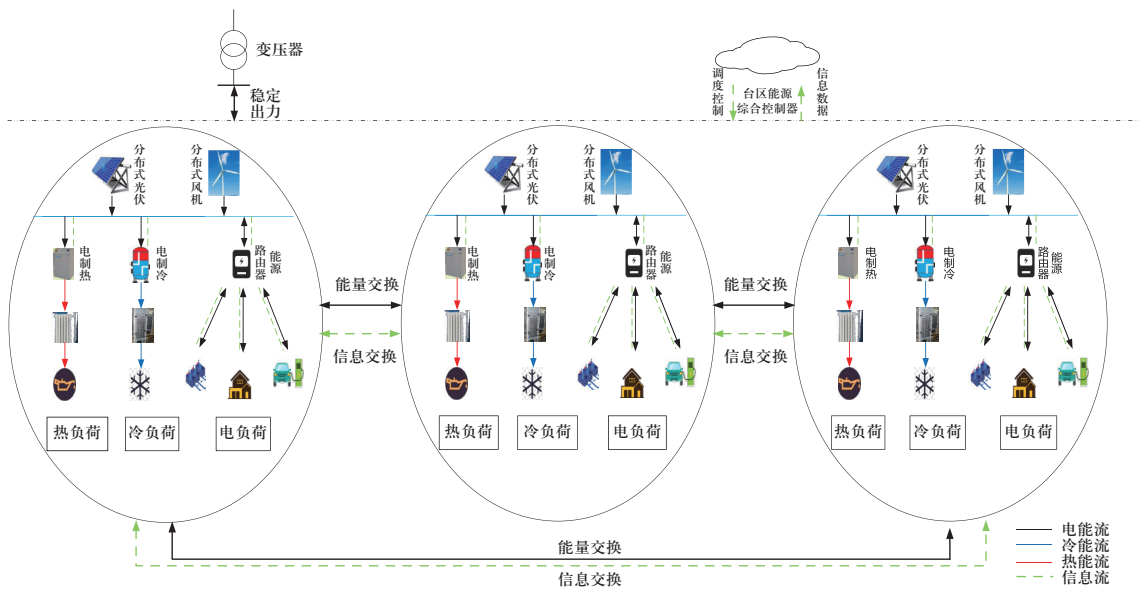 变压器
稳定
出力
调度控制
台区能源
综合控制器
信息数据
分布式光伏
分布式风机
电制热
电制冷
路由器
能源
热负荷
冷负荷
电负荷
能量交换
信息交换
分布式光伏
分布式风机
电制热
电制冷
路由器
能源
热负荷
冷负荷
电负荷
能量交换
信息交换
分布式光伏
分布式风机
电制热
电制冷
路由器
能源
热负荷
冷负荷
电负荷
能量交换
信息交换
电能流
冷能流
热能流
信息流